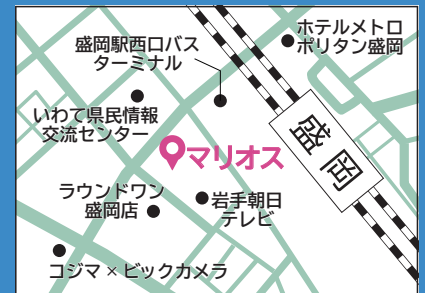 ホテルメトロ
ポリタン盛岡
盛岡駅西口バス
ターミナル
いわて県民情報
交流センター
マリオス
盛岡
ラウンドワン
盛岡店
岩手朝日
テレビ
コジマ×ビックカメラ